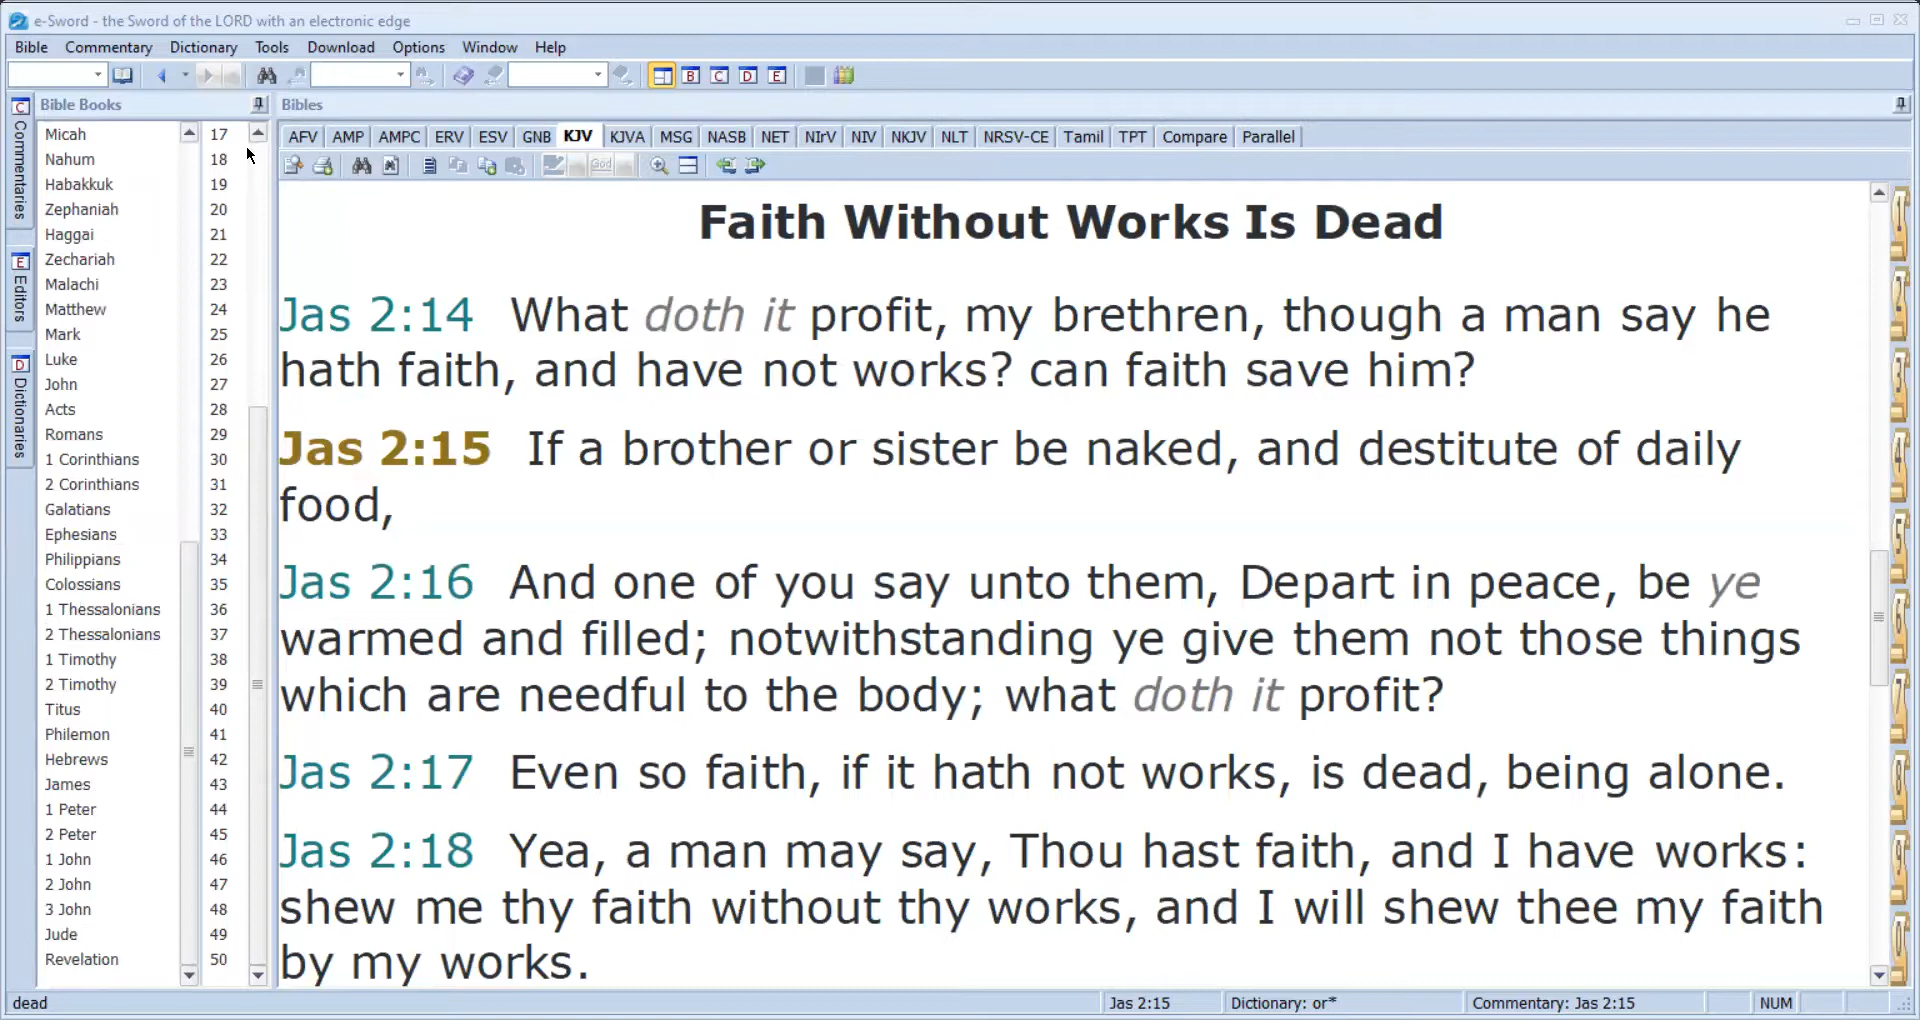 e-Sword - the Sword of the LORD with an electronic edge
Bible Commentary Dictionary Tools Download Options Window Help
B C D E
C Commentaries
E Editors
D Dictionaries
Bible Books
Micah 17
Nahum 18
Habakkuk 19
Zephaniah 20
Haggai 21
Zechariah 22
Malachi 23
Matthew 24
Mark 25
Luke 26
John 27
Acts 28
Romans 29
1 Corinthians 30
2 Corinthians 31
Galatians 32
Ephesians 33
Philippians 34
Colossians 35
1 Thessalonians 36
2 Thessalonians 37
1 Timothy 38
2 Timothy 39
Titus 40
Philemon 41
Hebrews 42
James 43
1 Peter 44
2 Peter 45
1 John 46
2 John 47
3 John 48
Jude 49
Revelation 50
Bibles
AFV AMP AMPC ERV ESV GNB KJV KJVA MSG NASB NET NIrV NIV NKJV NLT NRSV-CE Tamil TPT Compare Parallel
God
Faith Without Works Is Dead
Jas 2:14 What doth it profit, my brethren, though a man say he
hath faith, and have not works? can faith save him?
Jas 2:15 If a brother or sister be naked, and destitute of daily
food,
Jas 2:16 And one of you say unto them, Depart in peace, be ye
warmed and filled; notwithstanding ye give them not those things
which are needful to the body; what doth it profit?
Jas 2:17 Even so faith, if it hath not works, is dead, being alone.
Jas 2:18 Yea, a man may say, Thou hast faith, and I have works:
shew me thy faith without thy works, and I will shew thee my faith
by my works.
1
2
3
4
5
6
7
8
9
0
dead Jas 2:15 Dictionary: or* Commentary: Jas 2:15 NUM